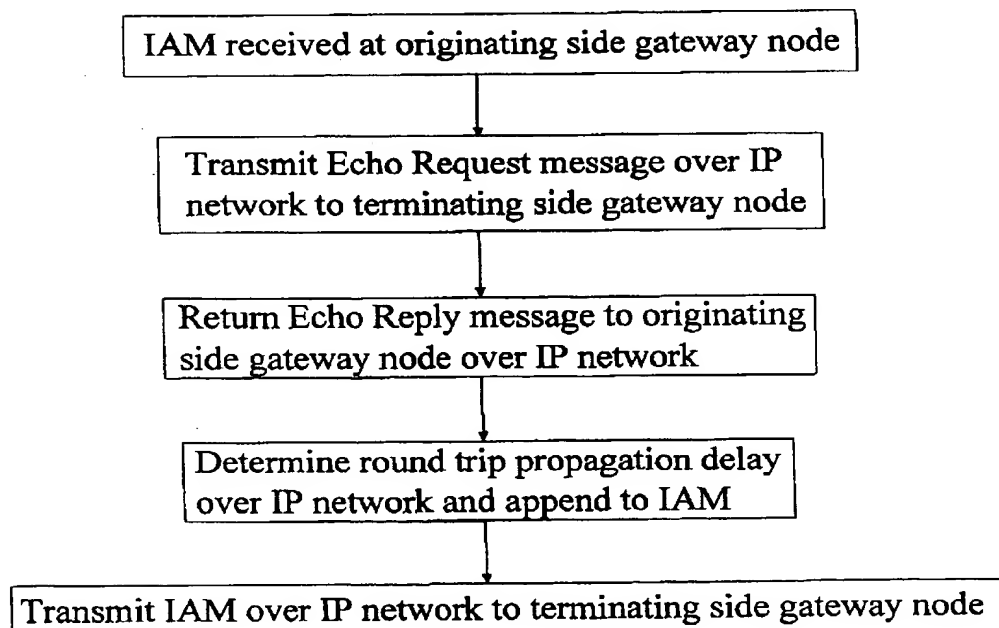 IAM received at originating side gateway node
Transmit Echo Request message over IP
network to terminating side gateway node
Return Echo Reply message to originating
side gateway node over IP network
Determine round trip propagation delay
over IP network and append to IAM
Transmit IAM over IP network to terminating side gateway node